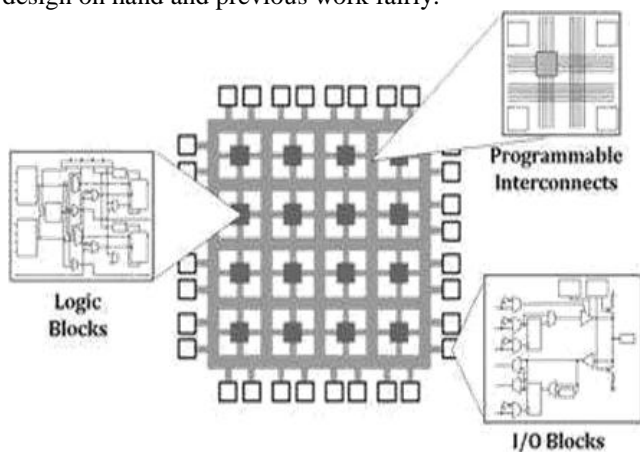 design on hand and previous work fairly.
Programmable
Interconnects
Logic
Blocks
I/O Blocks